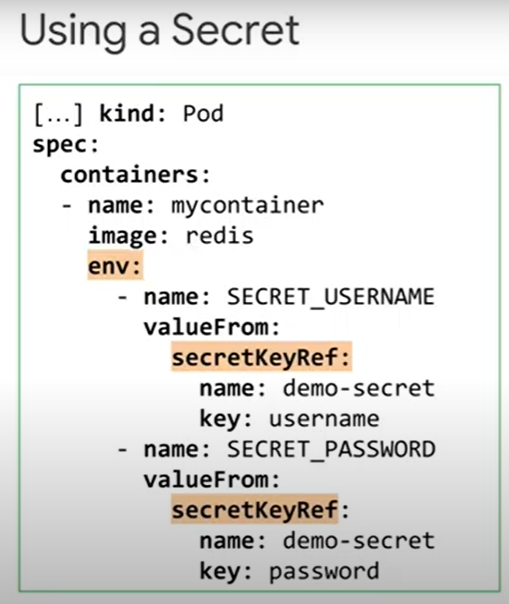 Using a Secret
[...] kind: Pod
spec:
  containers:
  - name: mycontainer
    image: redis
    env:
      - name: SECRET_USERNAME
        valueFrom:
          secretKeyRef:
            name: demo-secret
            key: username
      - name: SECRET_PASSWORD
        valueFrom:
          secretKeyRef:
            name: demo-secret
            key: password